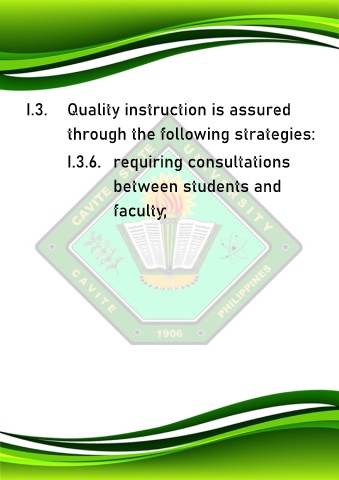 I.3. Quality instruction is assured
through the following strategies:
I.3.6. requiring consultations
between students and
faculty;
CAVITE STATE UNIVERSITY
CAVITE
1906
PHILIPPINES